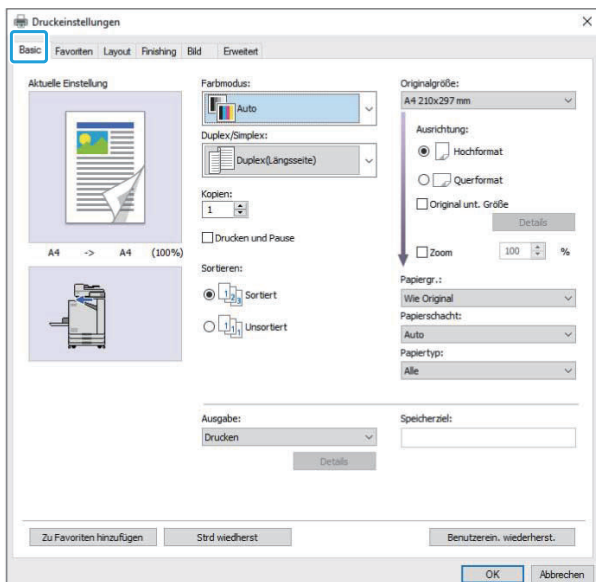 Druckeinstellungen
Basic Favoriten Layout Finishing Bild Erweitert
Aktuelle Einstellung
A4 -> A4 (100%)
Farbmodus:
Auto
Duplex/Simplex:
Duplex(Längsseite)
Kopien:
1
Drucken und Pause
Sortieren:
Sortiert
Unsortiert
Originalgröße:
A4 210x297 mm
Ausrichtung:
Hochformat
Querformat
Original unt. Größe
Details
Zoom 100 %
Papiergr.:
Wie Original
Papierschacht:
Auto
Papiertyp:
Alle
Ausgabe:
Drucken
Details
Speicherziel:
Zu Favoriten hinzufügen Strd wiedherst Benutzerein. wiederherst.
OK Abbrechen